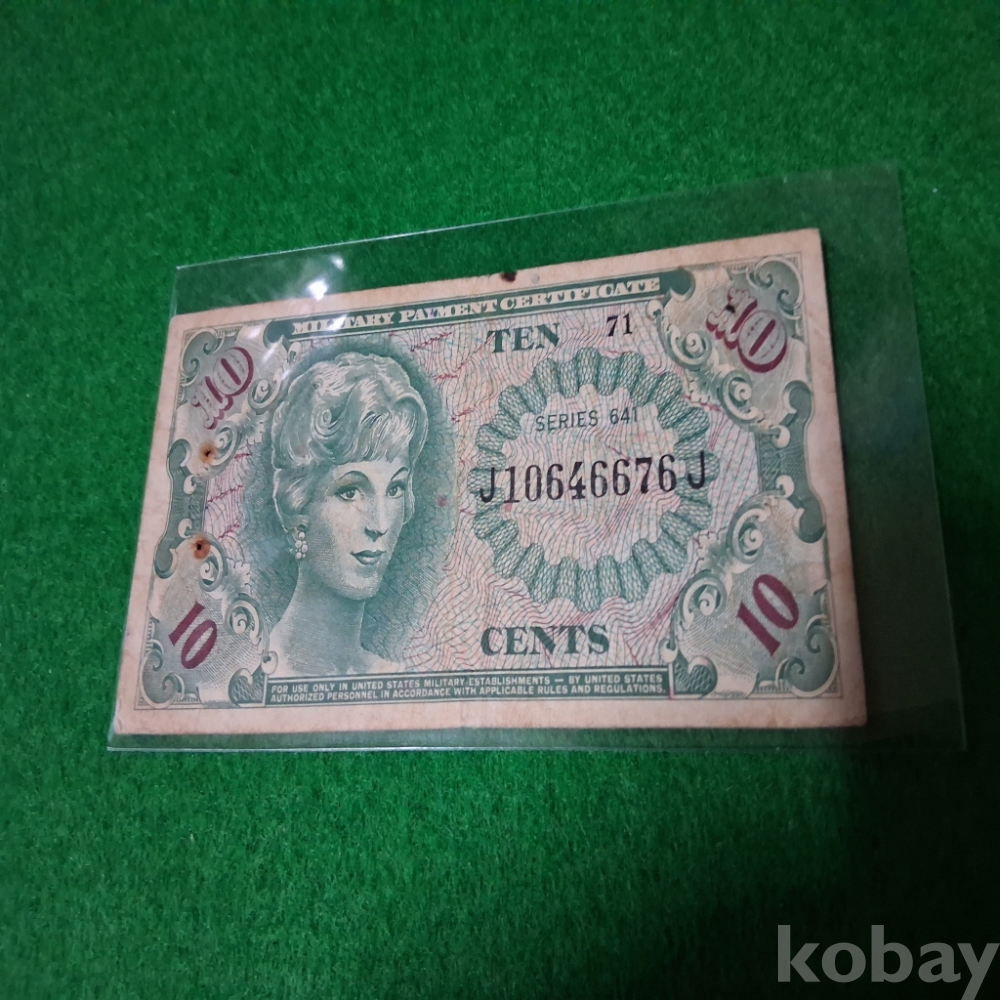 MILITARY PAYMENT CERTIFICATE
10
TEN 71
10
SERIES 641
J10646676J
10
CENTS
10
FOR USE ONLY IN UNITED STATES MILITARY ESTABLISHMENTS — BY UNITED STATES
AUTHORIZED PERSONNEL IN ACCORDANCE WITH APPLICABLE RULES AND REGULATIONS.
kobay